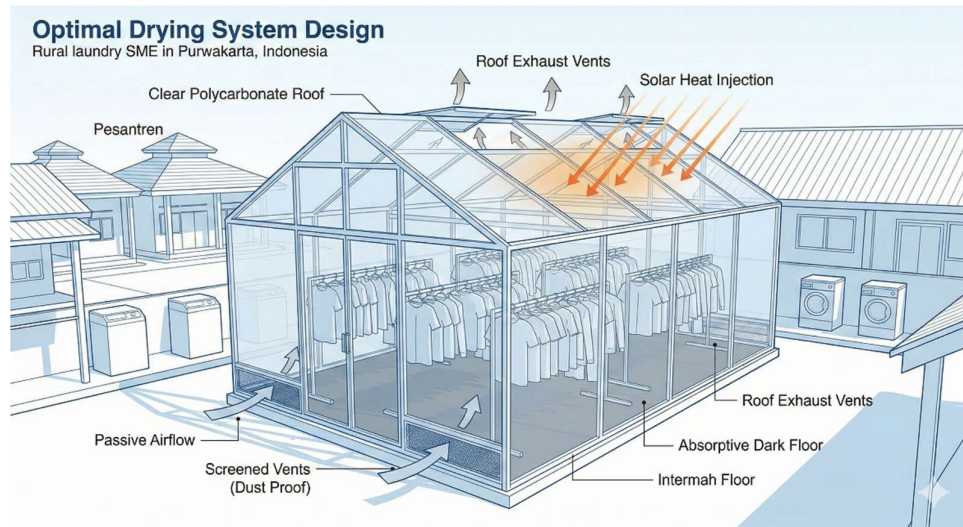 Optimal Drying System Design
Rural laundry SME in Purwakarta, Indonesia
Roof Exhaust Vents
Solar Heat Injection
Clear Polycarbonate Roof
Pesantren
Roof Exhaust Vents
Passive Airflow
Absorptive Dark Floor
Screened Vents
(Dust Proof)
Intermah Floor